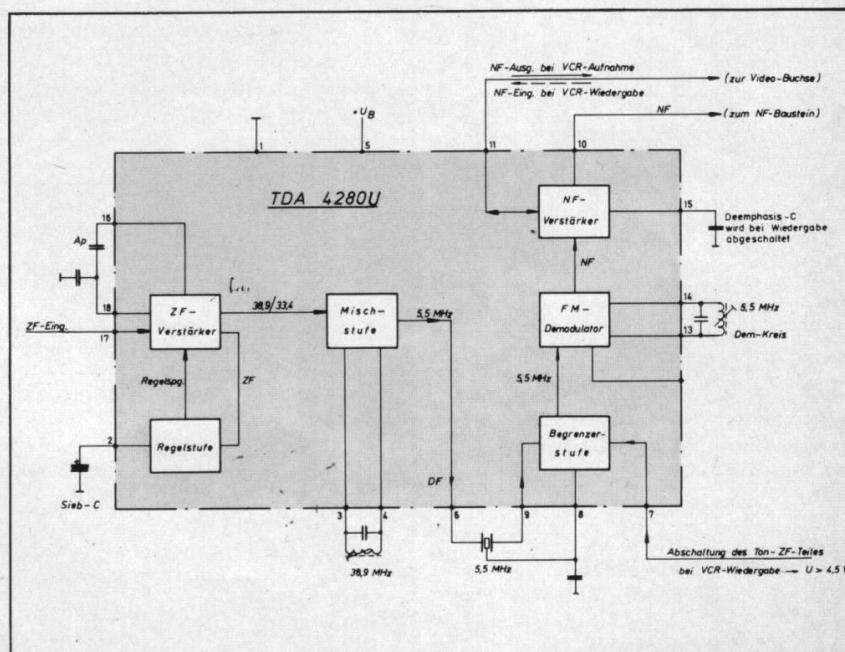 NF-Ausg. bei VCR-Aufnahme
(zur Video-Buchse)
NF-Eing. bei VCR-Wiedergabe
+UB
NF
(zum NF-Baustein)
1
5
11
10
TDA 4280U
16
Ap
NF-
Verstärker
15
Deemphasis-C
wird bei Wiedergabe
abgeschaltet
NF
38,9/33,4
18
ZF-
Verstärker
Misch-
stufe
5,5 MHz
FM-
Demodulator
14
5,5 MHz
ZF-Eing.
17
13
Dem-Kreis
Regelspg.
ZF
5,5 MHz
2
Regelstufe
Begrenzer-
stufe
Sieb-C
DF
3
4
6
9
8
7
38,9 MHz
5,5 MHz
Abschaltung des Ton-ZF-Teiles
bei VCR-Wiedergabe → U > 4,5 V